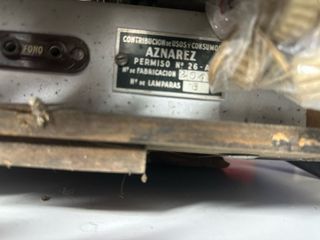 FONO
CONTRIBUCION DE USOS Y CONSUMOS
AZNAREZ
PERMISO Nº 26-A
Nº DE FABRICACION
Nº DE LAMPARAS